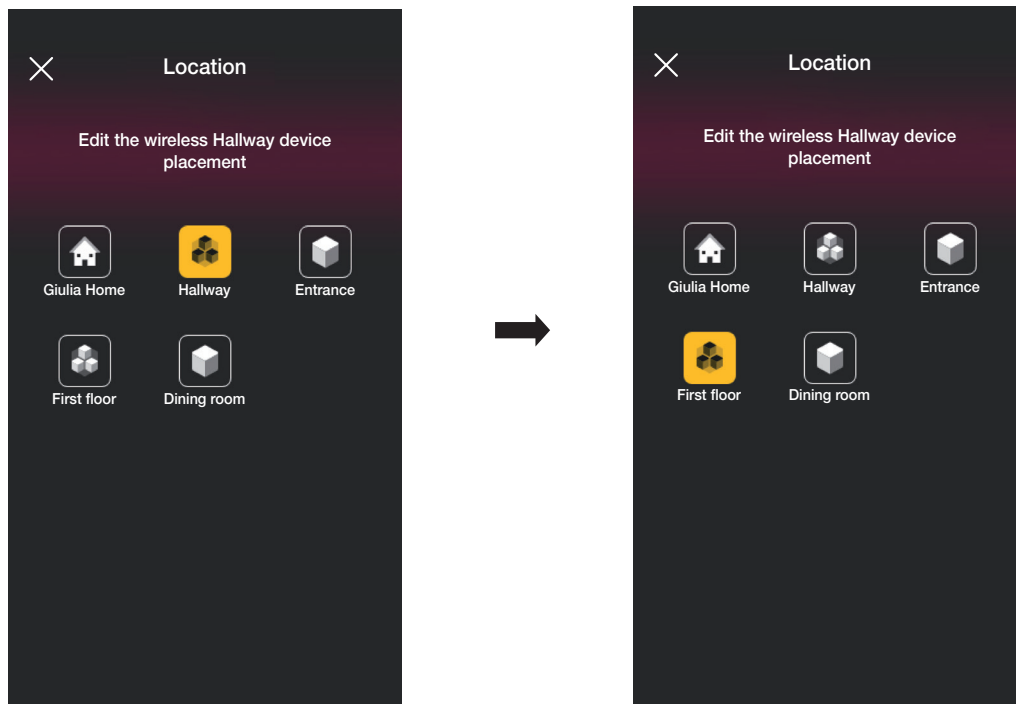 Location
Edit the wireless Hallway device
placement
Giulia Home
Hallway
Entrance
First floor
Dining room
Location
Edit the wireless Hallway device
placement
Giulia Home
Hallway
Entrance
First floor
Dining room